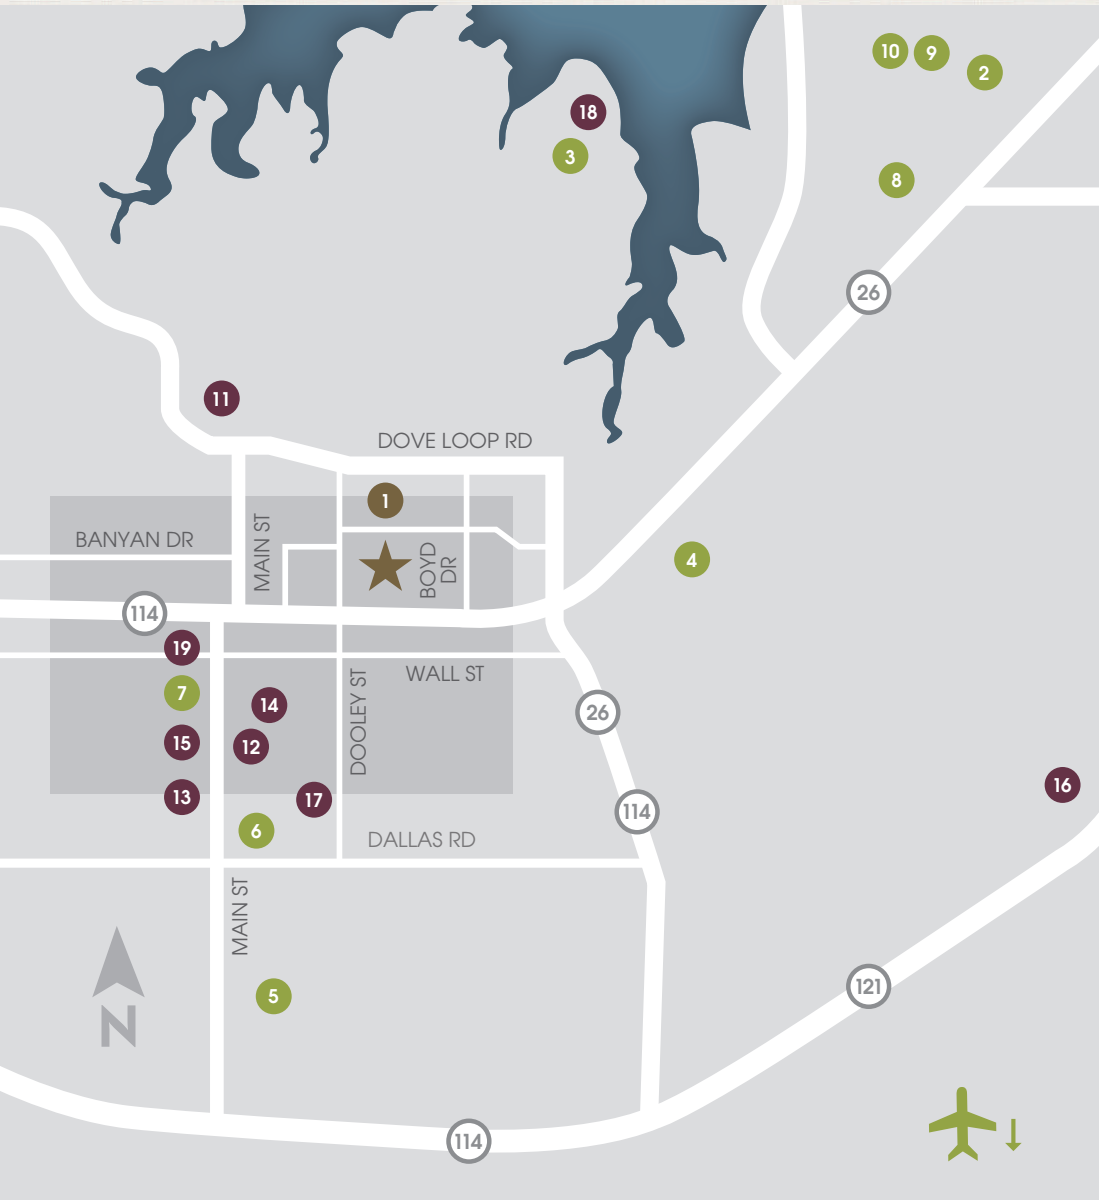 10
9
2
18
3
8
26
11
DOVE LOOP RD
1
BANYAN DR
MAIN ST
BOYD
DR
4
114
19
WALL ST
7
14
DOOLEY ST
26
15
12
16
13
17
114
6
DALLAS RD
MAIN ST
121
5
N
114